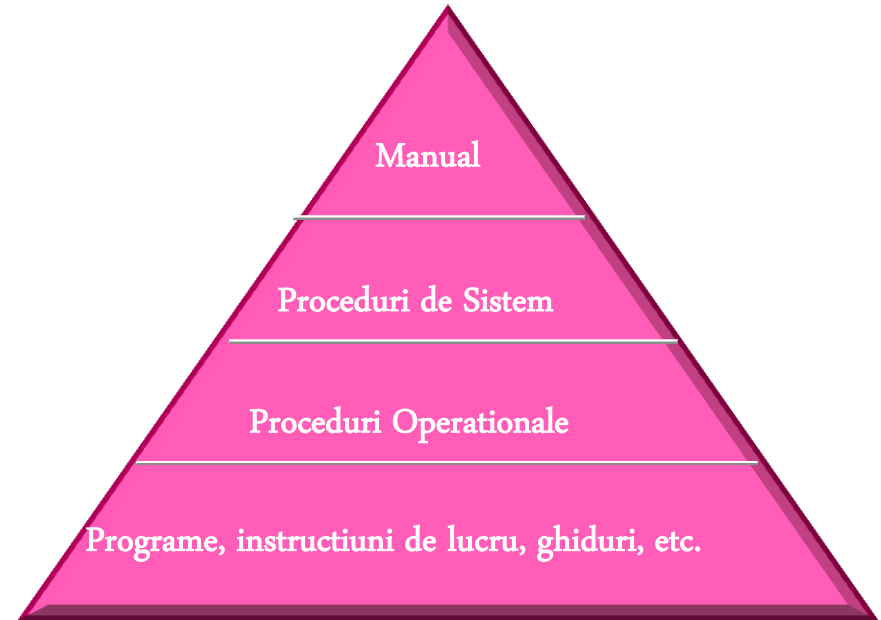 Manual
Proceduri de Sistem
Proceduri Operationale
Programe, instructiuni de lucru, ghiduri, etc.